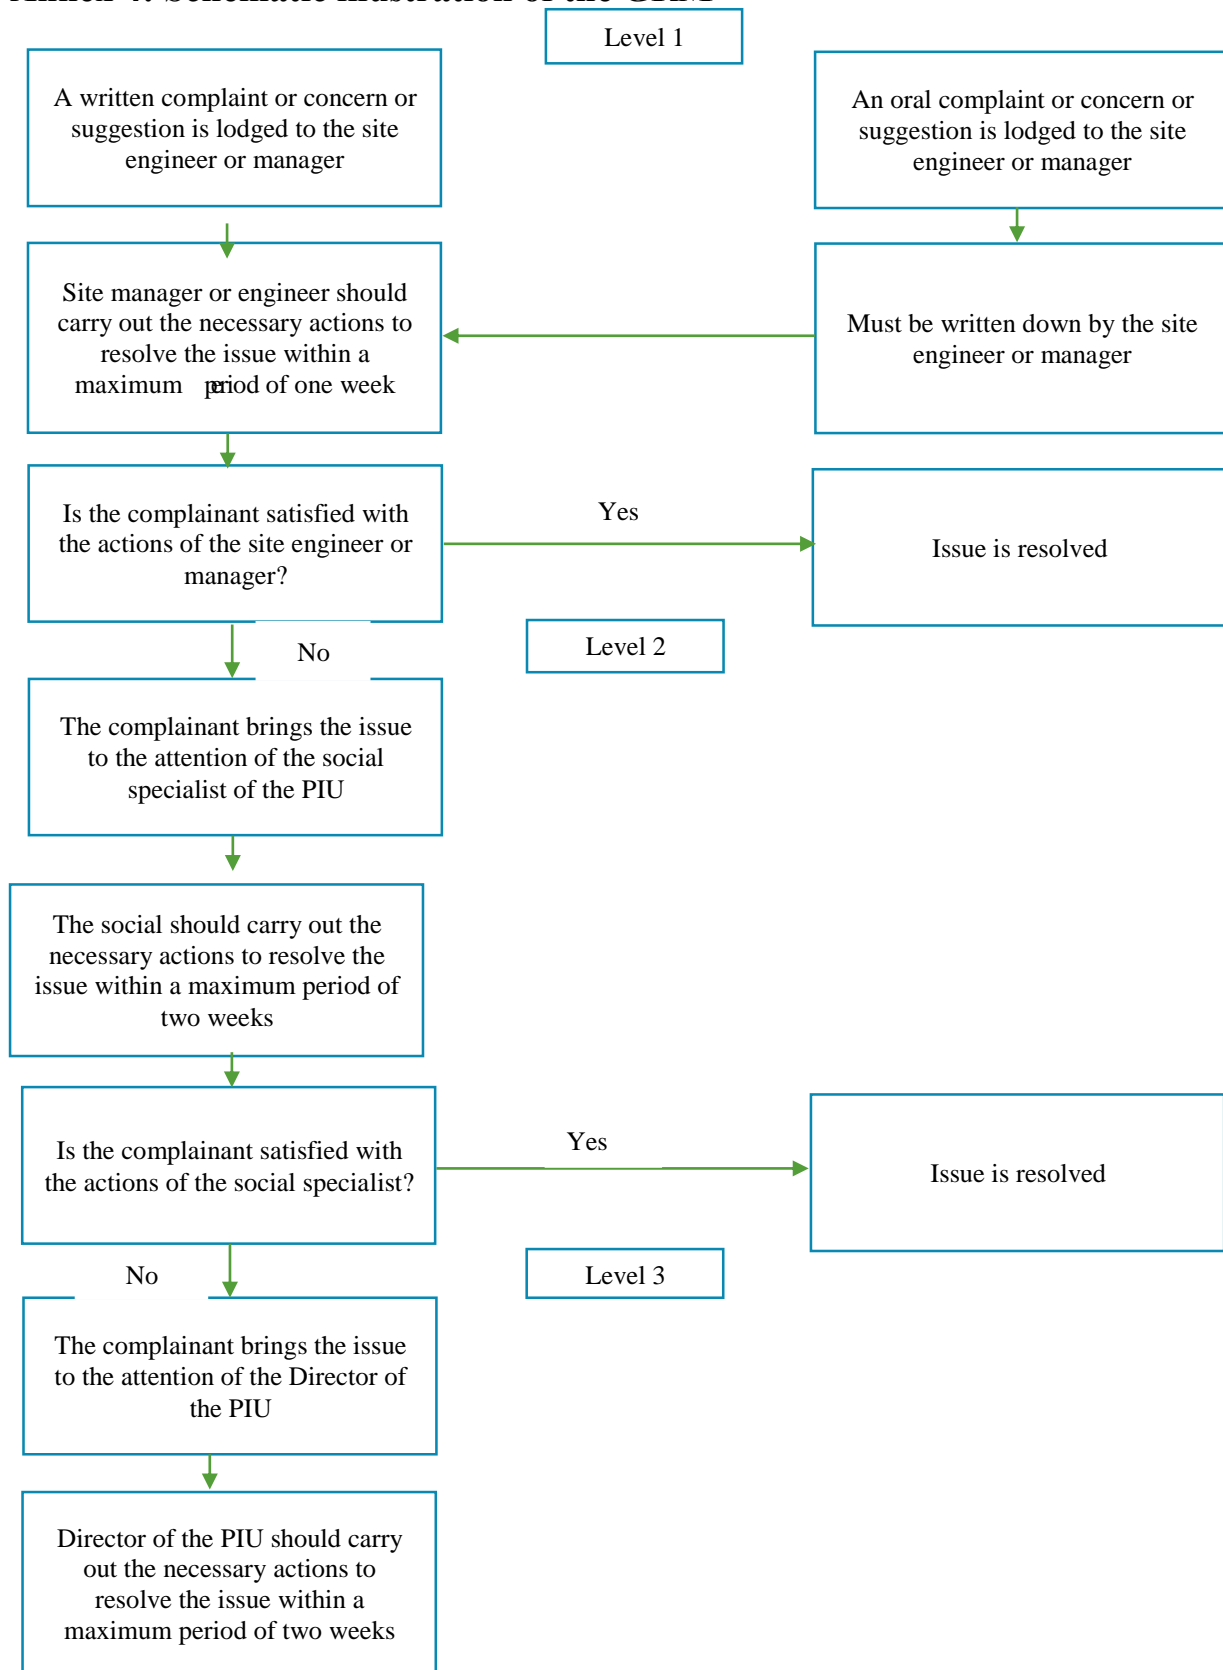 Level 1
A written complaint or concern or
suggestion is lodged to the site
engineer or manager
An oral complaint or concern or
suggestion is lodged to the site
engineer or manager
Site manager or engineer should
carry out the necessary actions to
resolve the issue within a
maximum period of one week
Must be written down by the site
engineer or manager
Is the complainant satisfied with
the actions of the site engineer or
manager?
Yes
Issue is resolved
No
Level 2
The complainant brings the issue
to the attention of the social
specialist of the PIU
The social should carry out the
necessary actions to resolve the
issue within a maximum period of
two weeks
Is the complainant satisfied with
the actions of the social specialist?
Yes
Issue is resolved
No
Level 3
The complainant brings the issue
to the attention of the Director of
the PIU
Director of the PIU should carry
out the necessary actions to
resolve the issue within a
maximum period of two weeks